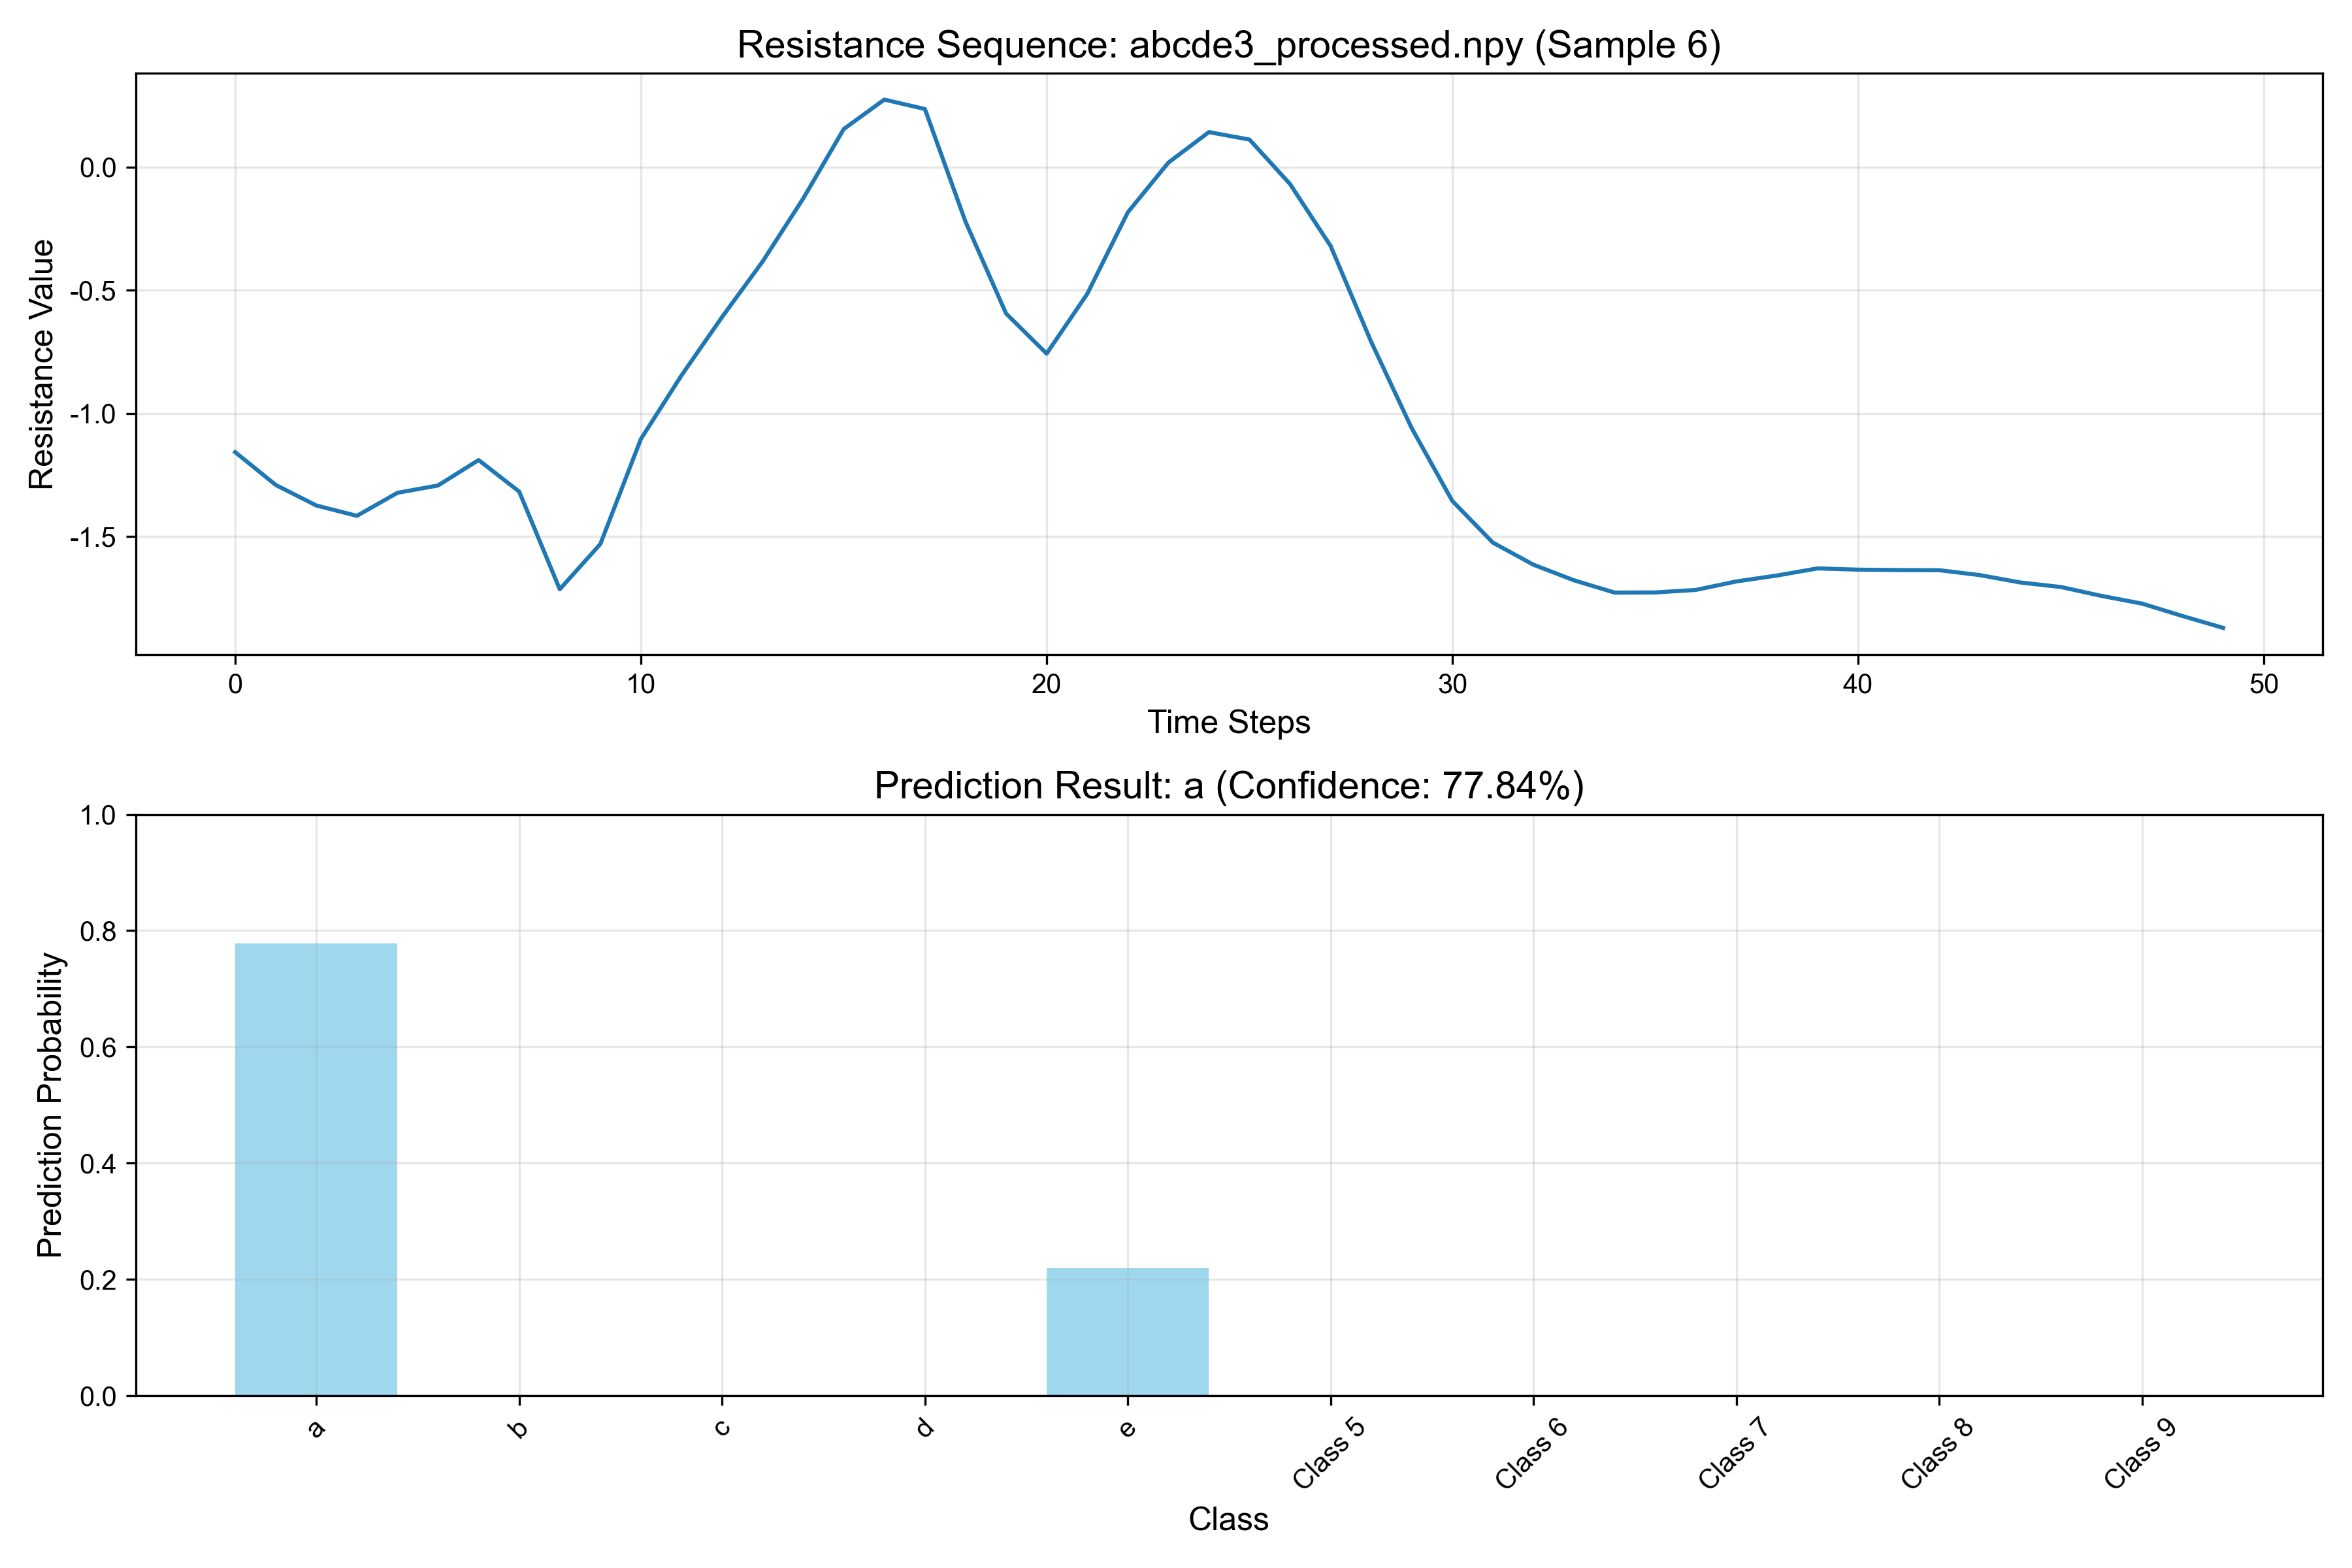 Resistance Sequence: abcde3_processed.npy (Sample 6)
Resistance Value
0.0
-0.5
-1.0
-1.5
0 10 20 30 40 50
Time Steps
Prediction Result: a (Confidence: 77.84%)
Prediction Probability
1.0
0.8
0.6
0.4
0.2
0.0
a b c d e Class 5 Class 6 Class 7 Class 8 Class 9
Class